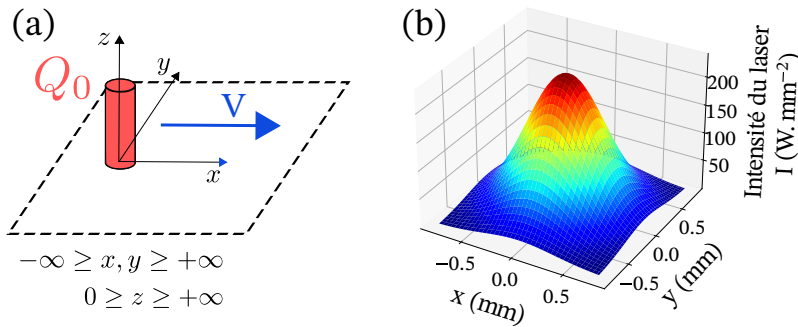 (a)
z
y
Q₀
V
x
−∞ ≥ x, y ≥ +∞
0 ≥ z ≥ +∞
(b)
200
150
100
50
Intensité du laser
I (W. mm⁻²)
−0.5
0.0
0.5
x (mm)
−0.5
0.0
0.5
y (mm)